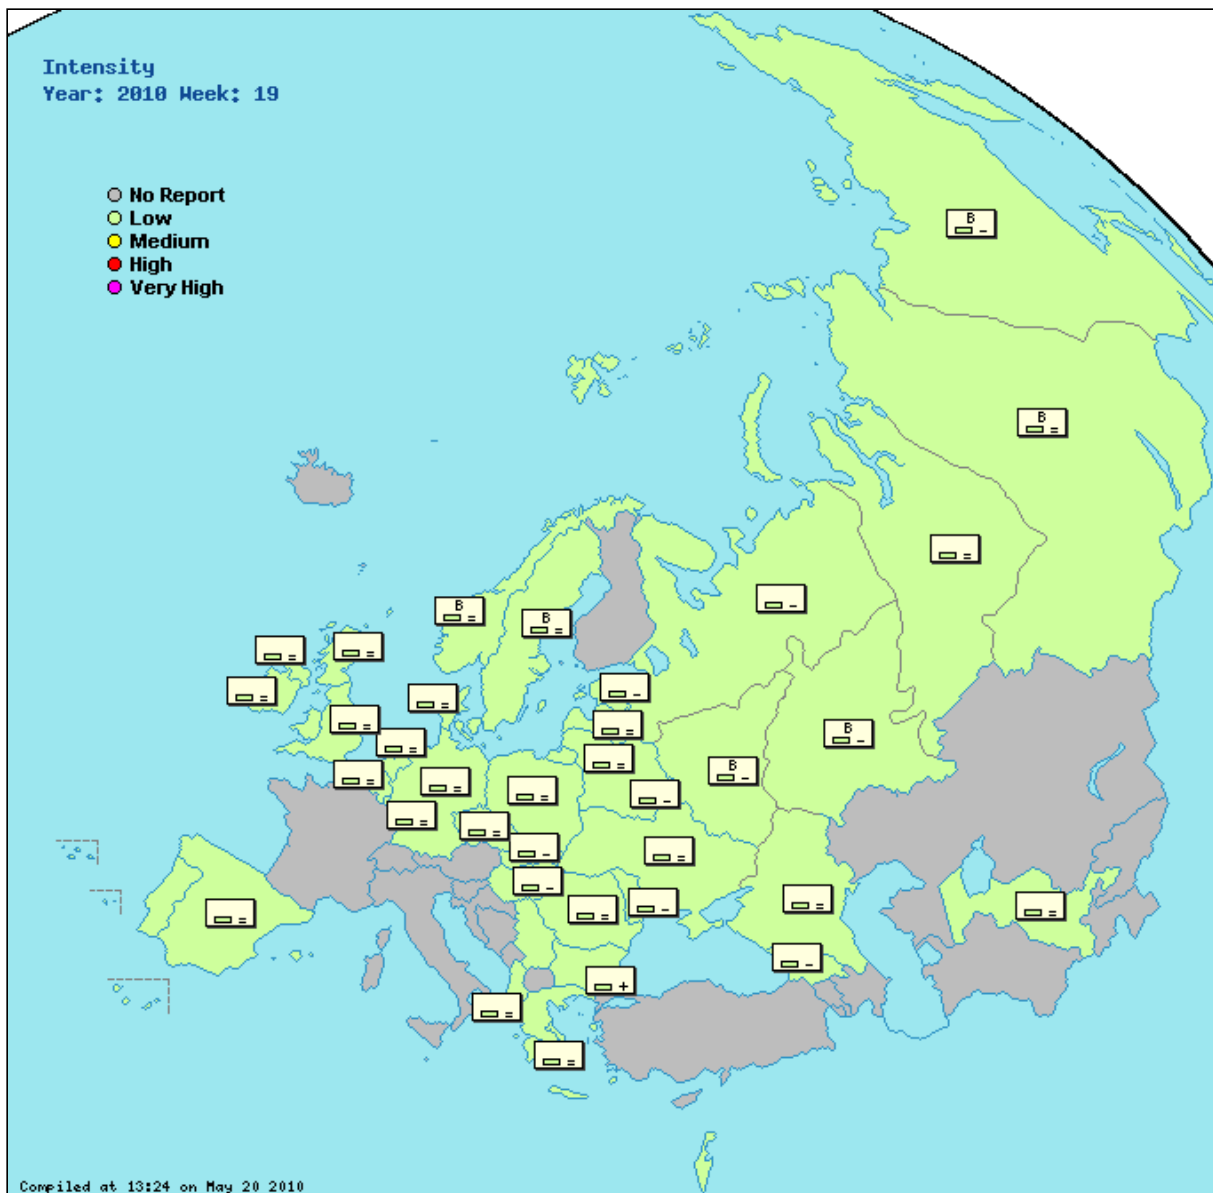 Intensity
Year: 2010 Week: 19
No Report
Low
Medium
High
Very High
B
-
B
=
=
-
B
=
B
=
=
=
=
-
=
=
=
B
-
=
=
B
-
=
=
=
-
=
=
-
=
-
=
=
=
-
=
=
-
+
=
=
Compiled at 13:24 on May 20 2010